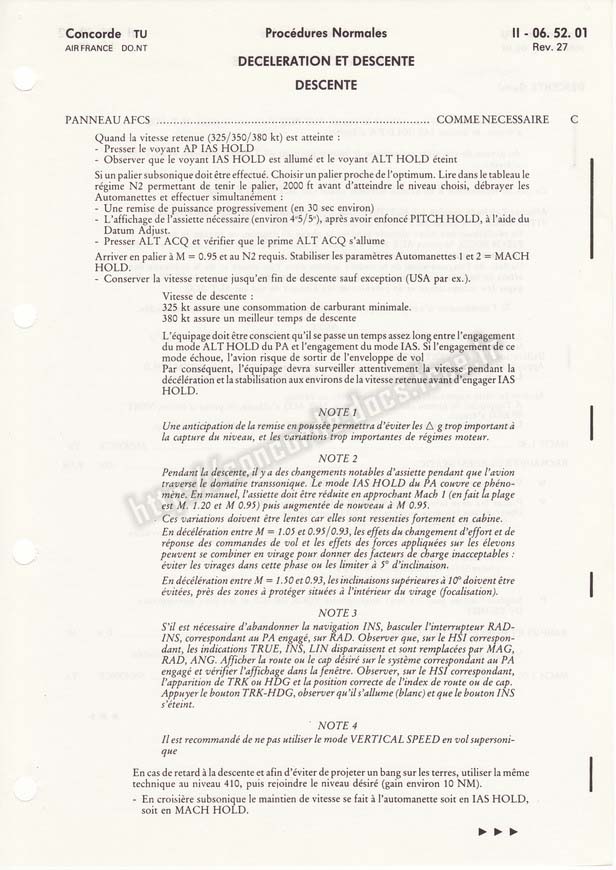 Concorde TU
AIR FRANCE DO.NT
Procédures Normales
II - 06. 52. 01
Rev. 27
DECELERATION ET DESCENTE
DESCENTE
PANNEAU AFCS ........................................................................ COMME NECESSAIRE C
Quand la vitesse retenue (325/350/380 kt) est atteinte :
- Presser le voyant AP IAS HOLD
- Observer que le voyant IAS HOLD est allumé et le voyant ALT HOLD éteint
Si un palier subsonique doit être effectué. Choisir un palier proche de l'optimum. Lire dans le tableau le
régime N2 permettant de tenir le palier, 2000 ft avant d'atteindre le niveau choisi, débrayer les
Automanettes et effectuer simultanément :
- Une remise de puissance progressivement (en 30 sec environ)
- L'affichage de l'assiette nécessaire (environ 4°5/5°), après avoir enfoncé PITCH HOLD, à l'aide du
Datum Adjust.
- Presser ALT ACQ et vérifier que le prime ALT ACQ s'allume
Arriver en palier à M = 0.95 et au N2 requis. Stabiliser les paramètres Automanettes 1 et 2 = MACH
HOLD.
- Conserver la vitesse retenue jusqu'en fin de descente sauf exception (USA par ex.).
Vitesse de descente :
325 kt assure une consommation de carburant minimale.
380 kt assure un meilleur temps de descente
L'équipage doit être conscient qu'il se passe un temps assez long entre l'engagement
du mode ALT HOLD du PA et l'engagement du mode IAS. Si l'engagement de ce
mode échoue, l'avion risque de sortir de l'enveloppe de vol
Par conséquent, l'équipage devra surveiller attentivement la vitesse pendant la
décélération et la stabilisation aux environs de la vitesse retenue avant d'engager IAS
HOLD.
NOTE 1
Une anticipation de la remise en poussée permettra d'éviter les Δ g trop important à
la capture du niveau, et les variations trop importantes de régimes moteur.
NOTE 2
Pendant la descente, il y a des changements notables d'assiette pendant que l'avion
traverse le domaine transsonique. Le mode IAS HOLD du PA couvre ce phéno-
mène. En manuel, l'assiette doit être réduite en approchant Mach 1 (en fait la plage
est M. 1.20 et M 0.95) puis augmentée de nouveau à M 0.95.
Ces variations doivent être lentes car elles sont ressenties fortement en cabine.
En décélération entre M = 1.05 et 0.95/0.93, les effets du changement d'effort et de
réponse des commandes de vol et les effets des forces appliquées sur les élevons
peuvent se combiner en virage pour donner des facteurs de charge inacceptables :
éviter les virages dans cette phase ou les limiter à 5° d'inclinaison.
En décélération entre M = 1.50 et 0.93, les inclinaisons supérieures à 10° doivent être
évitées, près des zones à protéger situées à l'intérieur du virage (focalisation).
NOTE 3
S'il est nécessaire d'abandonner la navigation INS, basculer l'interrupteur RAD-
INS, correspondant au PA engagé, sur RAD. Observer que, sur le HSI correspon-
dant, les indications TRUE, INS, LIN disparaissent et sont remplacées par MAG,
RAD, ANG. Afficher la route ou le cap désiré sur le système correspondant au PA
engagé et vérifier l'affichage dans la fenêtre. Observer, sur le HSI correspondant,
l'apparition de TRK ou HDG et la position correcte de l'index de route ou de cap.
Appuyer le bouton TRK-HDG, observer qu'il s'allume (blanc) et que le bouton INS
s'éteint.
NOTE 4
Il est recommandé de ne pas utiliser le mode VERTICAL SPEED en vol supersoni-
que
En cas de retard à la descente et afin d'éviter de projeter un bang sur les terres, utiliser la même
technique au niveau 410, puis rejoindre le niveau désiré (gain environ 10 NM).
- En croisière subsonique le maintien de vitesse se fait à l'automanette soit en IAS HOLD,
soit en MACH HOLD.